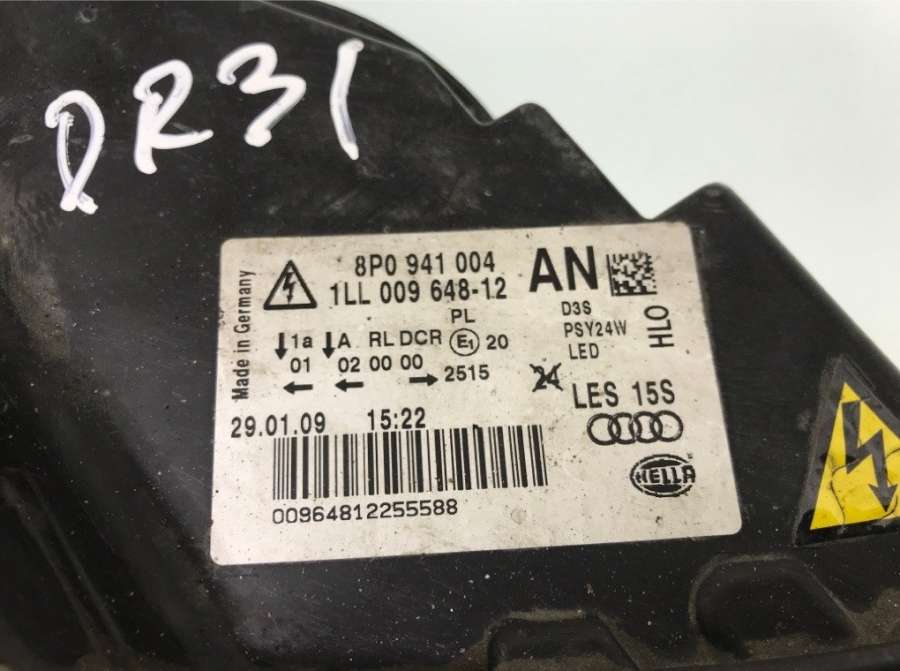 DR31
Made in Germany
8P0 941 004 AN
1LL 009 648-12
PL
D3S
PSY24W
LED
HLO
1a A RL DCR E1 20
01 02 00 00
2515
24
LES 15S
29.01.09 15:22
HELLA
00964812255588